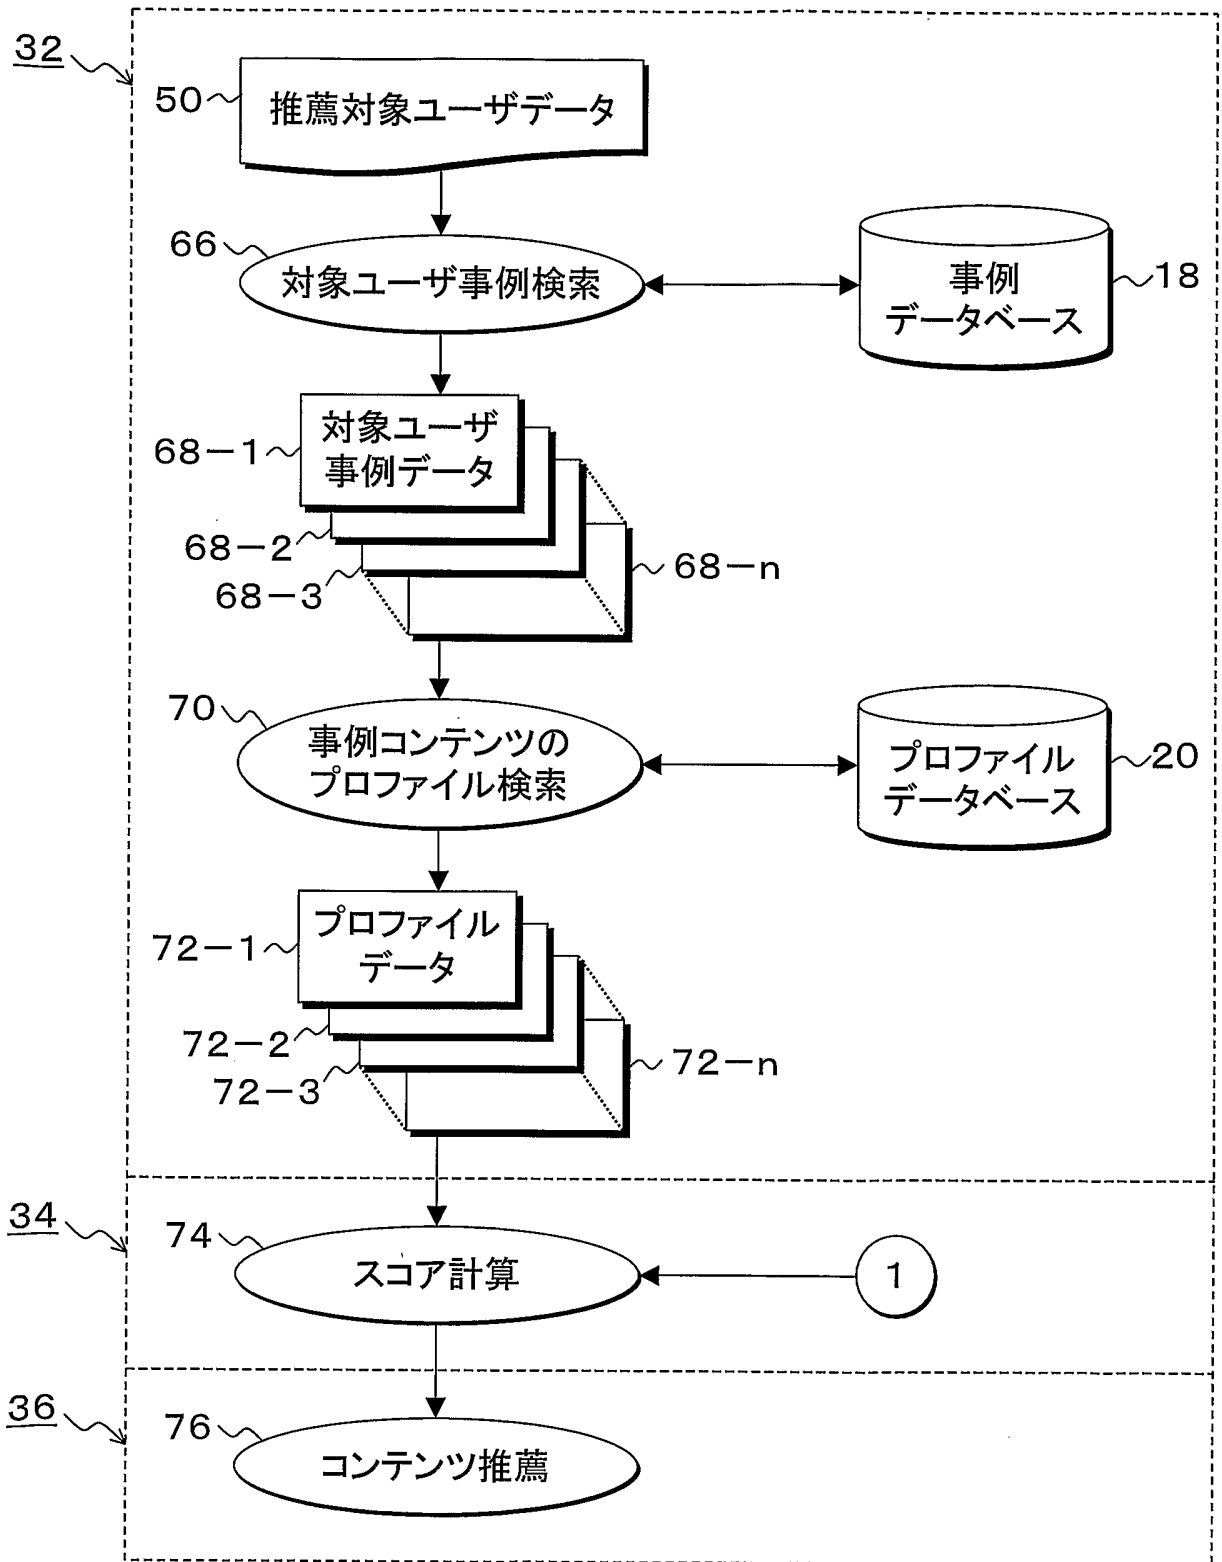 32
50
推薦対象ユーザデータ
66
対象ユーザ事例検索
事例
データベース
18
68-1
対象ユーザ
事例データ
68-2
68-3
68-n
70
事例コンテンツの
プロファイル検索
プロファイル
データベース
20
72-1
プロファイル
データ
72-2
72-3
72-n
34
74
スコア計算
1
36
76
コンテンツ推薦